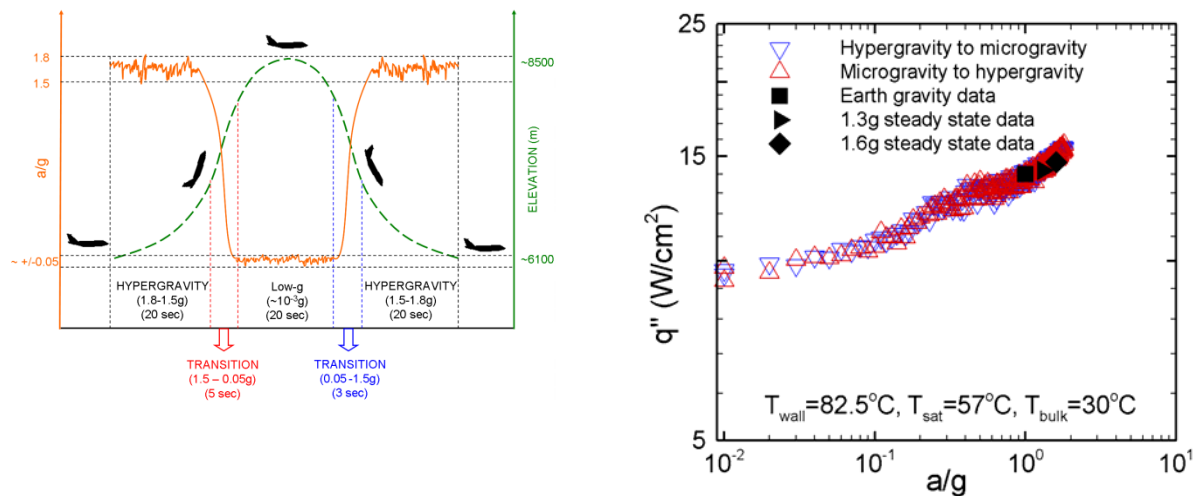 1.8
1.5
a/g
~ +/-0.05
~8500
ELEVATION (m)
~6100
HYPERGRAVITY
(1.8-1.5g)
(20 sec)
Low-g
(~10⁻³g)
(20 sec)
HYPERGRAVITY
(1.5-1.8g)
(20 sec)
TRANSITION
(1.5 – 0.05g)
(5 sec)
TRANSITION
(0.05 -1.5g)
(3 sec)
25
15
5
q" (W/cm²)
Hypergravity to microgravity
Microgravity to hypergravity
Earth gravity data
1.3g steady state data
1.6g steady state data
T_wall=82.5°C, T_sat=57°C, T_bulk=30°C
10⁻² 10⁻¹ 10⁰ 10¹
a/g